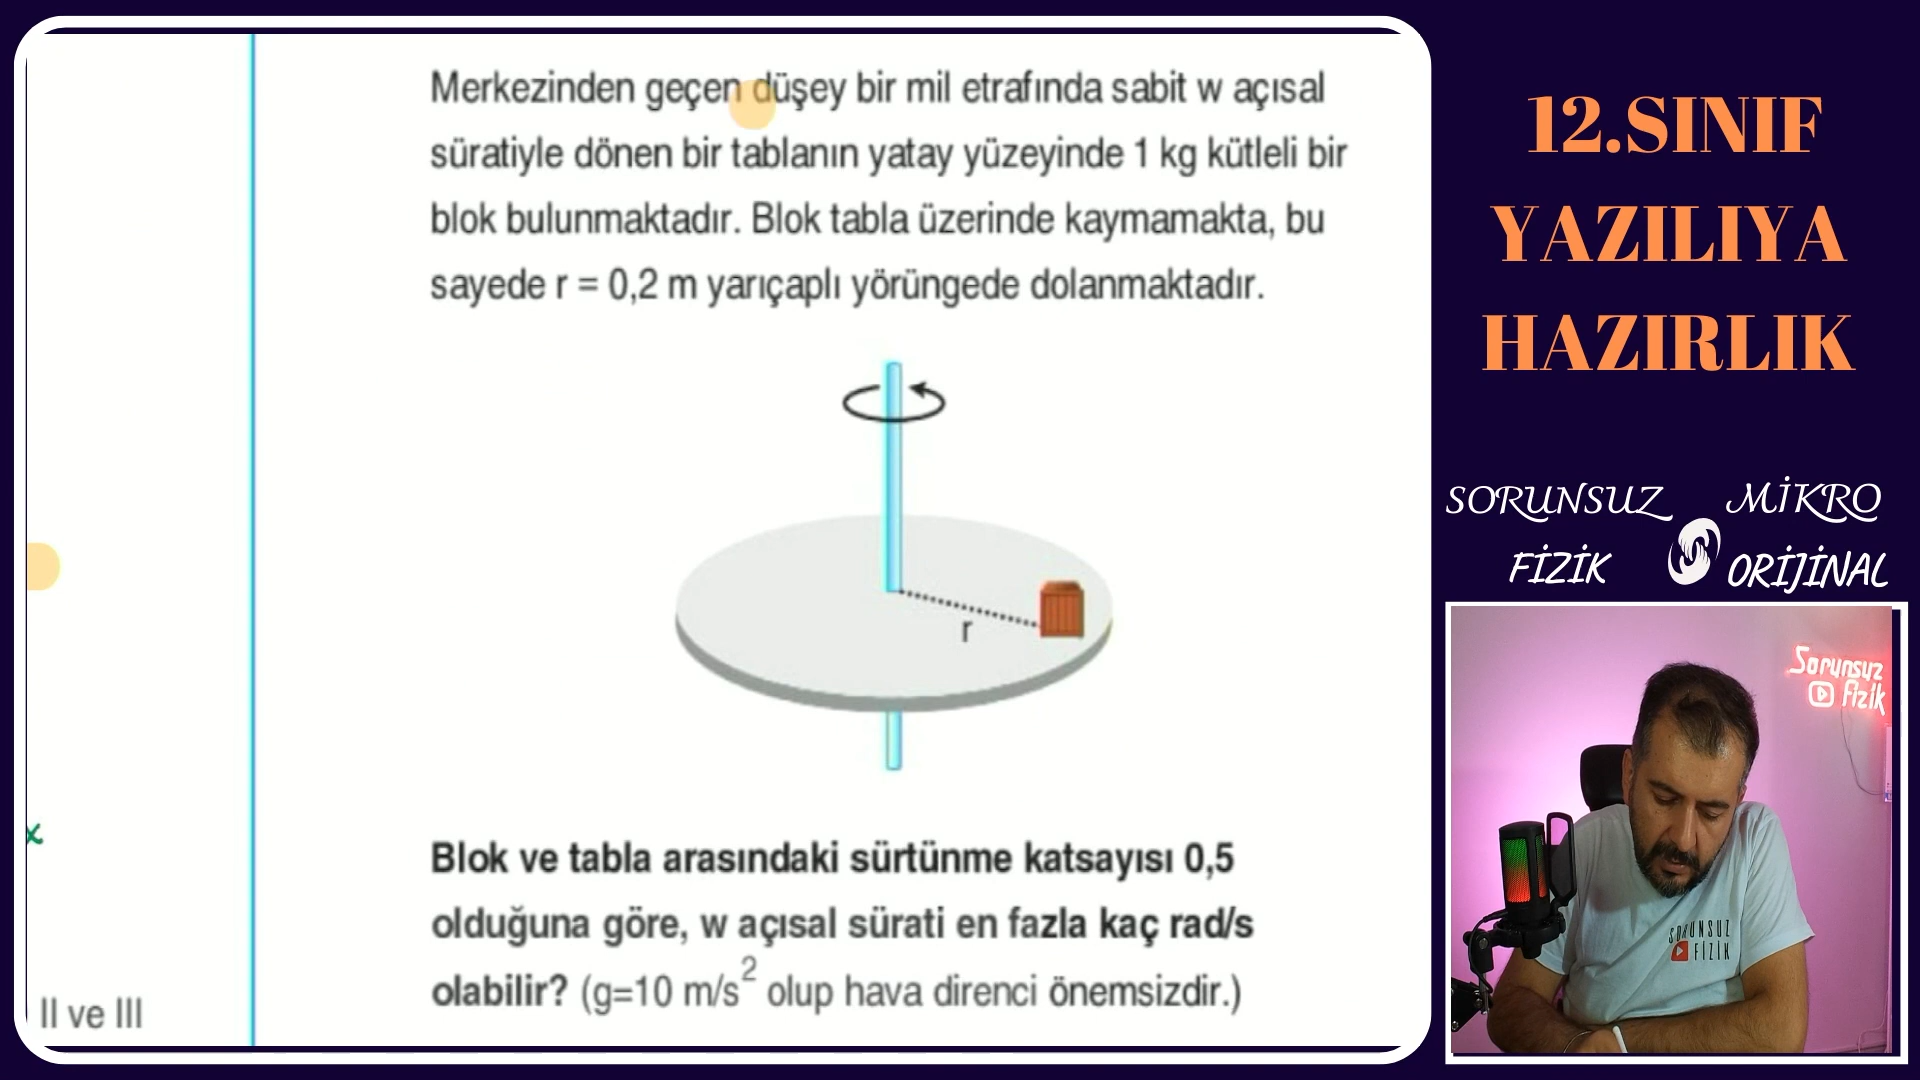 Merkezinden geçen düşey bir mil etrafında sabit w açısal
süratiyle dönen bir tablanın yatay yüzeyinde 1 kg kütleli bir
blok bulunmaktadır. Blok tabla üzerinde kaymamakta, bu
sayede r = 0,2 m yarıçaplı yörüngede dolanmaktadır.
r
Blok ve tabla arasındaki sürtünme katsayısı 0,5
olduğuna göre, w açısal sürati en fazla kaç rad/s
olabilir? (g=10 m/s² olup hava direnci önemsizdir.)
x
II ve III
12.SINIF
YAZILIYA
HAZIRLIK
SORUNSUZ
FİZİK
MİKRO
ORİJİNAL
Sorunsuz
Fizik
SORUNSUZ
FİZİK